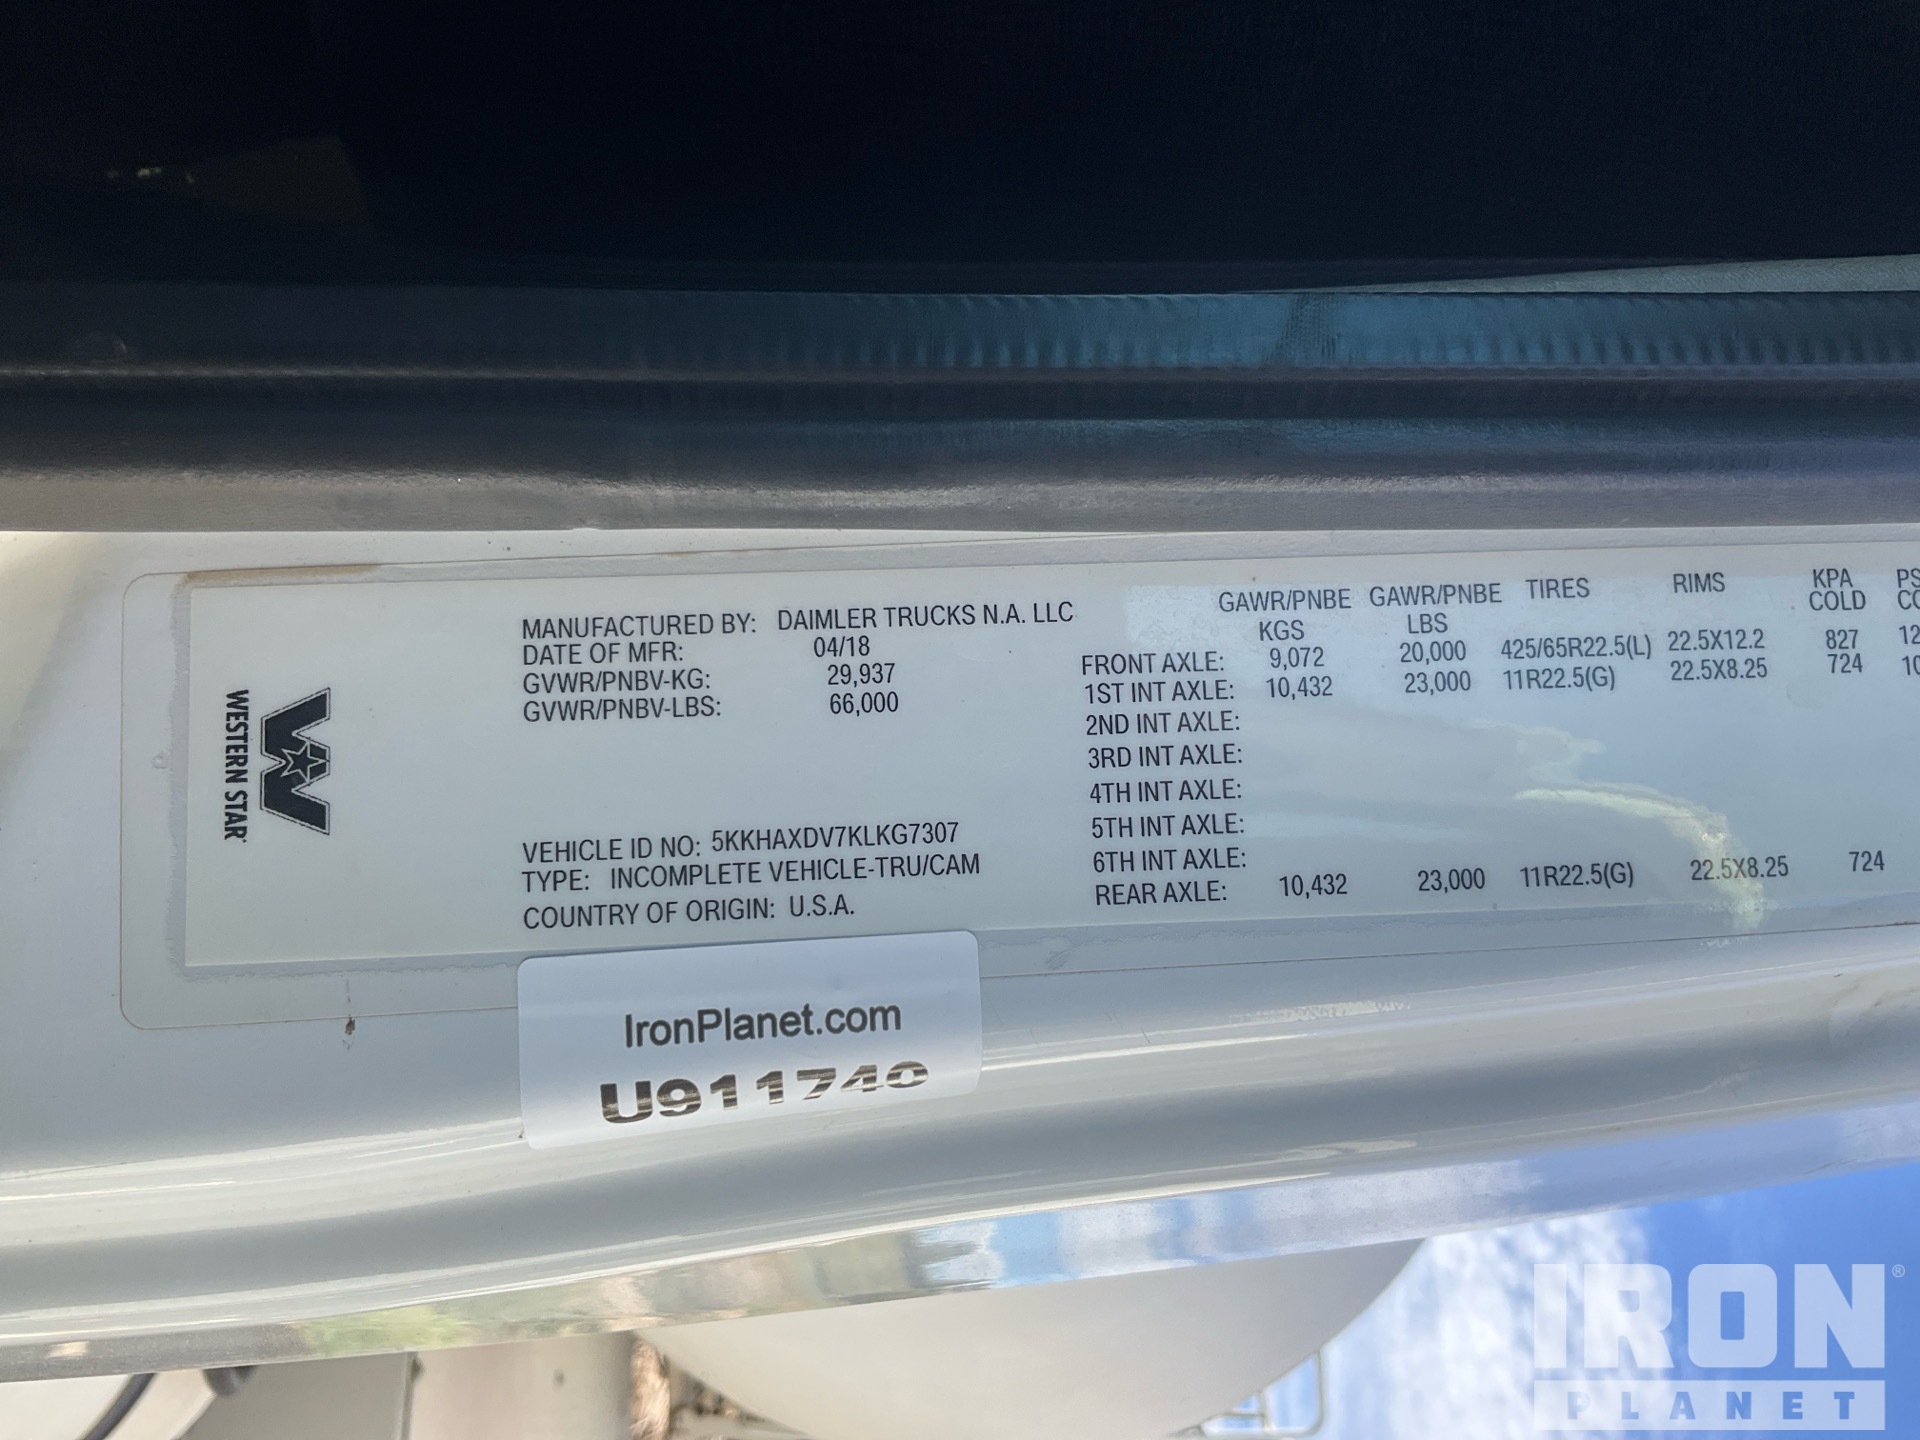 WESTERN STAR
MANUFACTURED BY: DAIMLER TRUCKS N.A. LLC
DATE OF MFR: 04/18
GVWR/PNBV-KG: 29,937
GVWR/PNBV-LBS: 66,000
VEHICLE ID NO: 5KKHAXDV7KLKG7307
TYPE: INCOMPLETE VEHICLE-TRU/CAM
COUNTRY OF ORIGIN: U.S.A.
GAWR/PNBE GAWR/PNBE TIRES RIMS KPA
KGS LBS COLD
FRONT AXLE: 9,072 20,000 425/65R22.5(L) 22.5X12.2 827
1ST INT AXLE: 10,432 23,000 11R22.5(G) 22.5X8.25 724
2ND INT AXLE:
3RD INT AXLE:
4TH INT AXLE:
5TH INT AXLE:
6TH INT AXLE:
REAR AXLE: 10,432 23,000 11R22.5(G) 22.5X8.25 724
IronPlanet.com
U911740
IRON®
PLANET